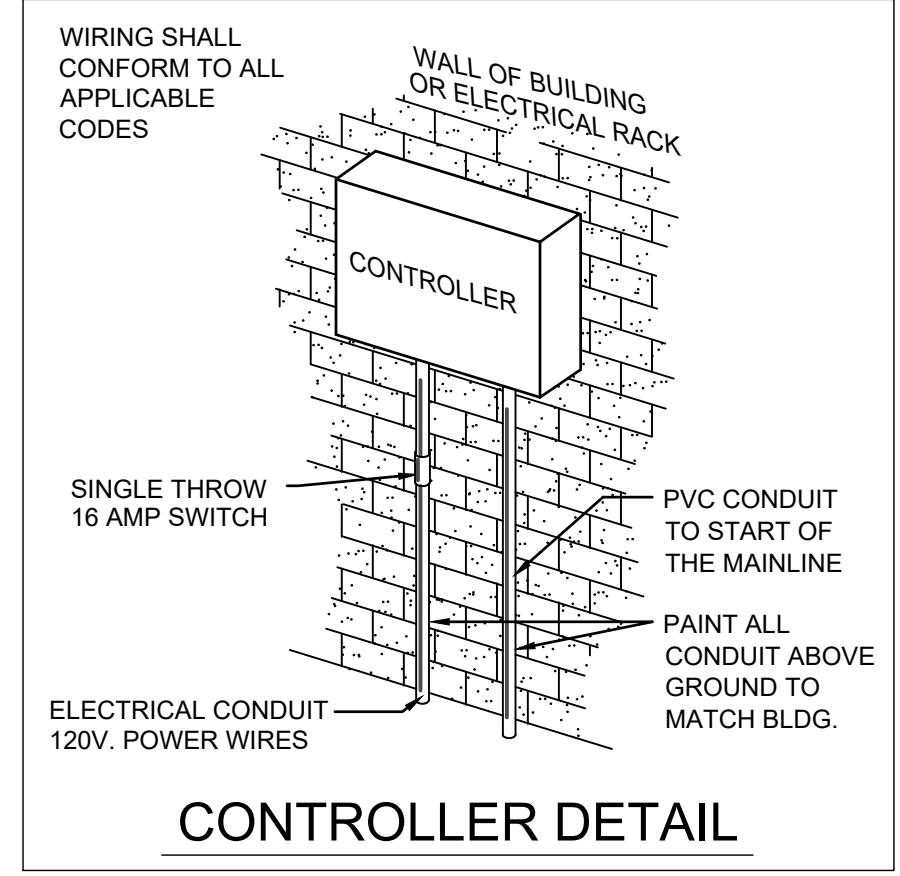 WIRING SHALL
CONFORM TO ALL
APPLICABLE
CODES
WALL OF BUILDING
OR ELECTRICAL RACK
CONTROLLER
SINGLE THROW
16 AMP SWITCH
PVC CONDUIT
TO START OF
THE MAINLINE
PAINT ALL
CONDUIT ABOVE
GROUND TO
MATCH BLDG.
ELECTRICAL CONDUIT
120V. POWER WIRES
CONTROLLER DETAIL